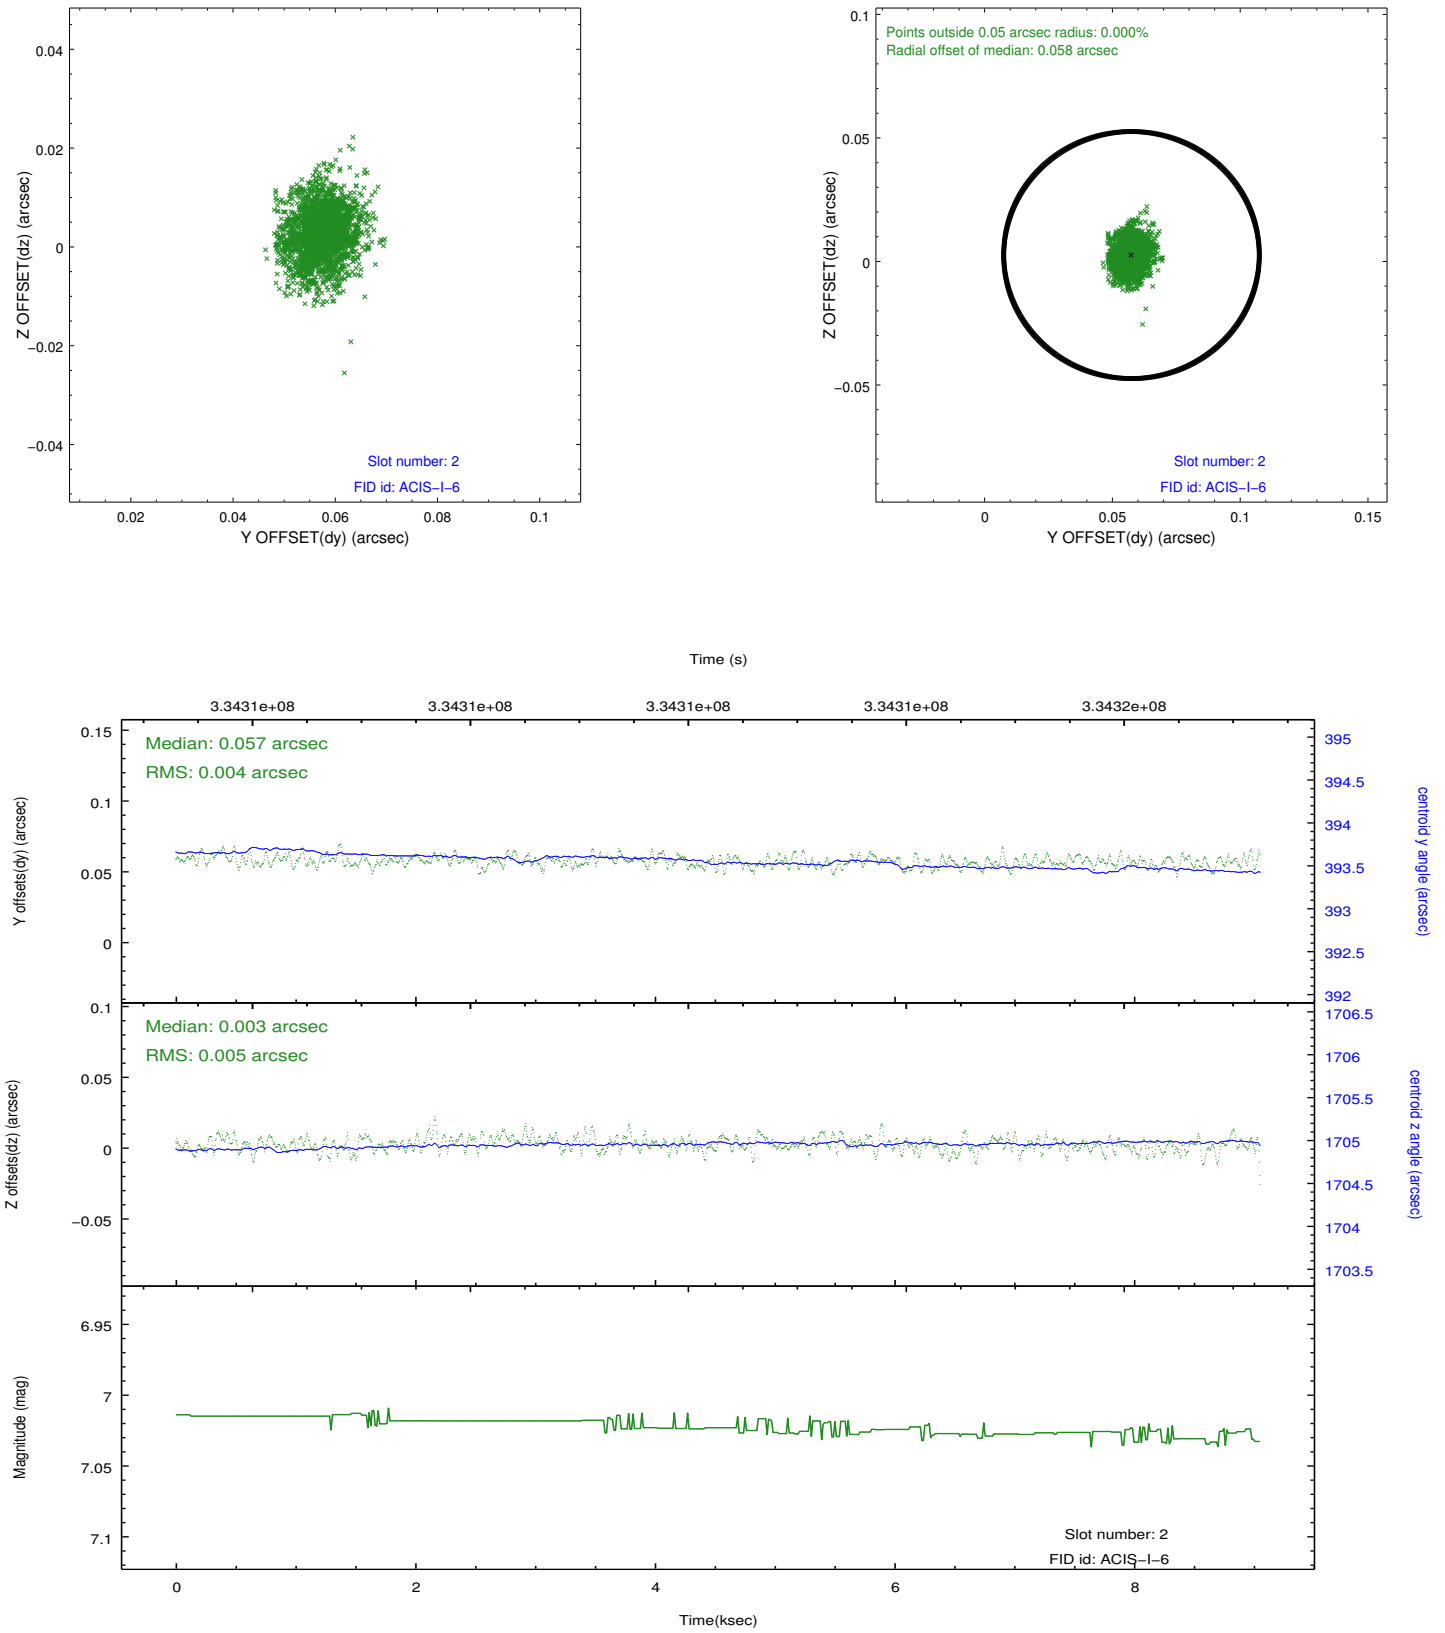 0.04
0.02
0
−0.02
−0.04
Z OFFSET(dz) (arcsec)
Slot number: 2
FID id: ACIS−I−6
0.02 0.04 0.06 0.08 0.1
Y OFFSET(dy) (arcsec)
0.1
0.05
0
−0.05
Z OFFSET(dz) (arcsec)
Points outside 0.05 arcsec radius: 0.000%
Radial offset of median: 0.058 arcsec
Slot number: 2
FID id: ACIS−I−6
0 0.05 0.1 0.15
Y OFFSET(dy) (arcsec)
Time (s)
3.3431e+08 3.3431e+08 3.3431e+08 3.3431e+08 3.3432e+08
0.15
0.1
0.05
0
Y offsets(dy) (arcsec)
Median: 0.057 arcsec
RMS: 0.004 arcsec
395
394.5
394
393.5
393
392.5
392
centroid y angle (arcsec)
0.1
0.05
0
−0.05
Z offsets(dz) (arcsec)
Median: 0.003 arcsec
RMS: 0.005 arcsec
1706.5
1706
1705.5
1705
1704.5
1704
1703.5
centroid z angle (arcsec)
6.95
7
7.05
7.1
Magnitude (mag)
Slot number: 2
FID id: ACIS−I−6
0 2 4 6 8
Time(ksec)